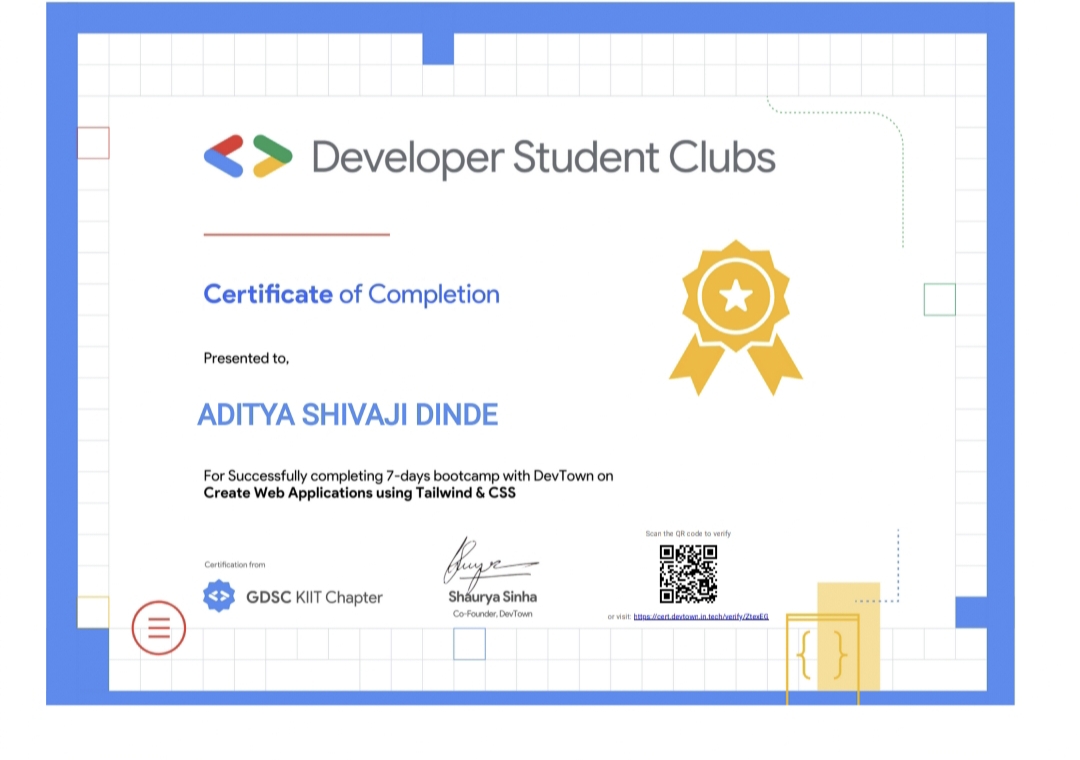 Developer Student Clubs
Certificate of Completion
Presented to,
ADITYA SHIVAJI DINDE
For Successfully completing 7-days bootcamp with DevTown on
Create Web Applications using Tailwind & CSS
Scan the QR code to verify
Certification from
GDSC KIIT Chapter
Shaurya Sinha
Co-Founder, DevTown
or visit: https://cert.devtown.in.tech/verify/ZtexEG
{ }